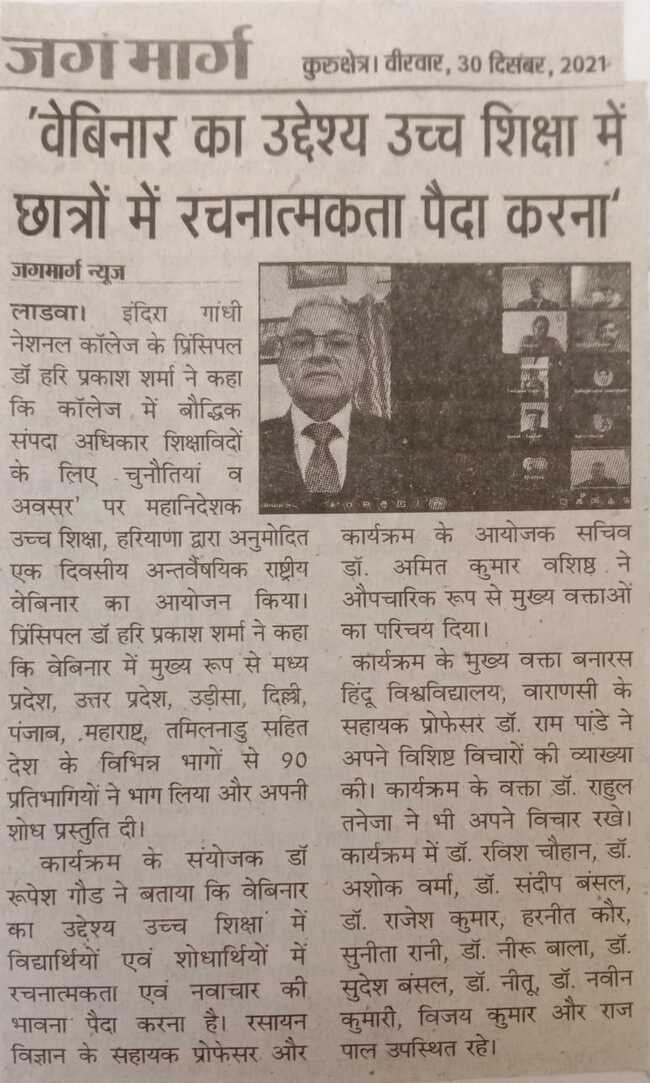 जगमार्ग
कुरुक्षेत्र। वीरवार, 30 दिसंबर, 2021
'वेबिनार का उद्देश्य उच्च शिक्षा में
छात्रों में रचनात्मकता पैदा करना'
जगमार्ग न्यूज
लाडवा। इंदिरा गांधी
नेशनल कॉलेज के प्रिंसिपल
डॉ हरि प्रकाश शर्मा ने कहा
कि कॉलेज में बौद्धिक
संपदा अधिकार शिक्षाविदों
के लिए चुनौतियां व
अवसर' पर महानिदेशक
उच्च शिक्षा, हरियाणा द्वारा अनुमोदित
एक दिवसीय अन्तर्वैषयिक राष्ट्रीय
वेबिनार का आयोजन किया।
प्रिंसिपल डॉ हरि प्रकाश शर्मा ने कहा
कि वेबिनार में मुख्य रूप से मध्य
प्रदेश, उत्तर प्रदेश, उड़ीसा, दिल्ली,
पंजाब, महाराष्ट्र, तमिलनाडु सहित
देश के विभिन्न भागों से 90
प्रतिभागियों ने भाग लिया और अपनी
शोध प्रस्तुति दी।
कार्यक्रम के संयोजक डॉ
रूपेश गौड ने बताया कि वेबिनार
का उद्देश्य उच्च शिक्षा में
विद्यार्थियों एवं शोधार्थियों में
रचनात्मकता एवं नवाचार की
भावना पैदा करना है। रसायन
विज्ञान के सहायक प्रोफेसर और
कार्यक्रम के आयोजक सचिव
डॉ. अमित कुमार वशिष्ठ ने
औपचारिक रूप से मुख्य वक्ताओं
का परिचय दिया।
कार्यक्रम के मुख्य वक्ता बनारस
हिंदू विश्वविद्यालय, वाराणसी के
सहायक प्रोफेसर डॉ. राम पांडे ने
अपने विशिष्ट विचारों की व्याख्या
की। कार्यक्रम के वक्ता डॉ. राहुल
तनेजा ने भी अपने विचार रखे।
कार्यक्रम में डॉ. रविश चौहान, डॉ.
अशोक वर्मा, डॉ. संदीप बंसल,
डॉ. राजेश कुमार, हरनीत कौर,
सुनीता रानी, डॉ. नीरू बाला, डॉ.
सुदेश बंसल, डॉ. नीतू, डॉ. नवीन
कुमारी, विजय कुमार और राज
पाल उपस्थित रहे।